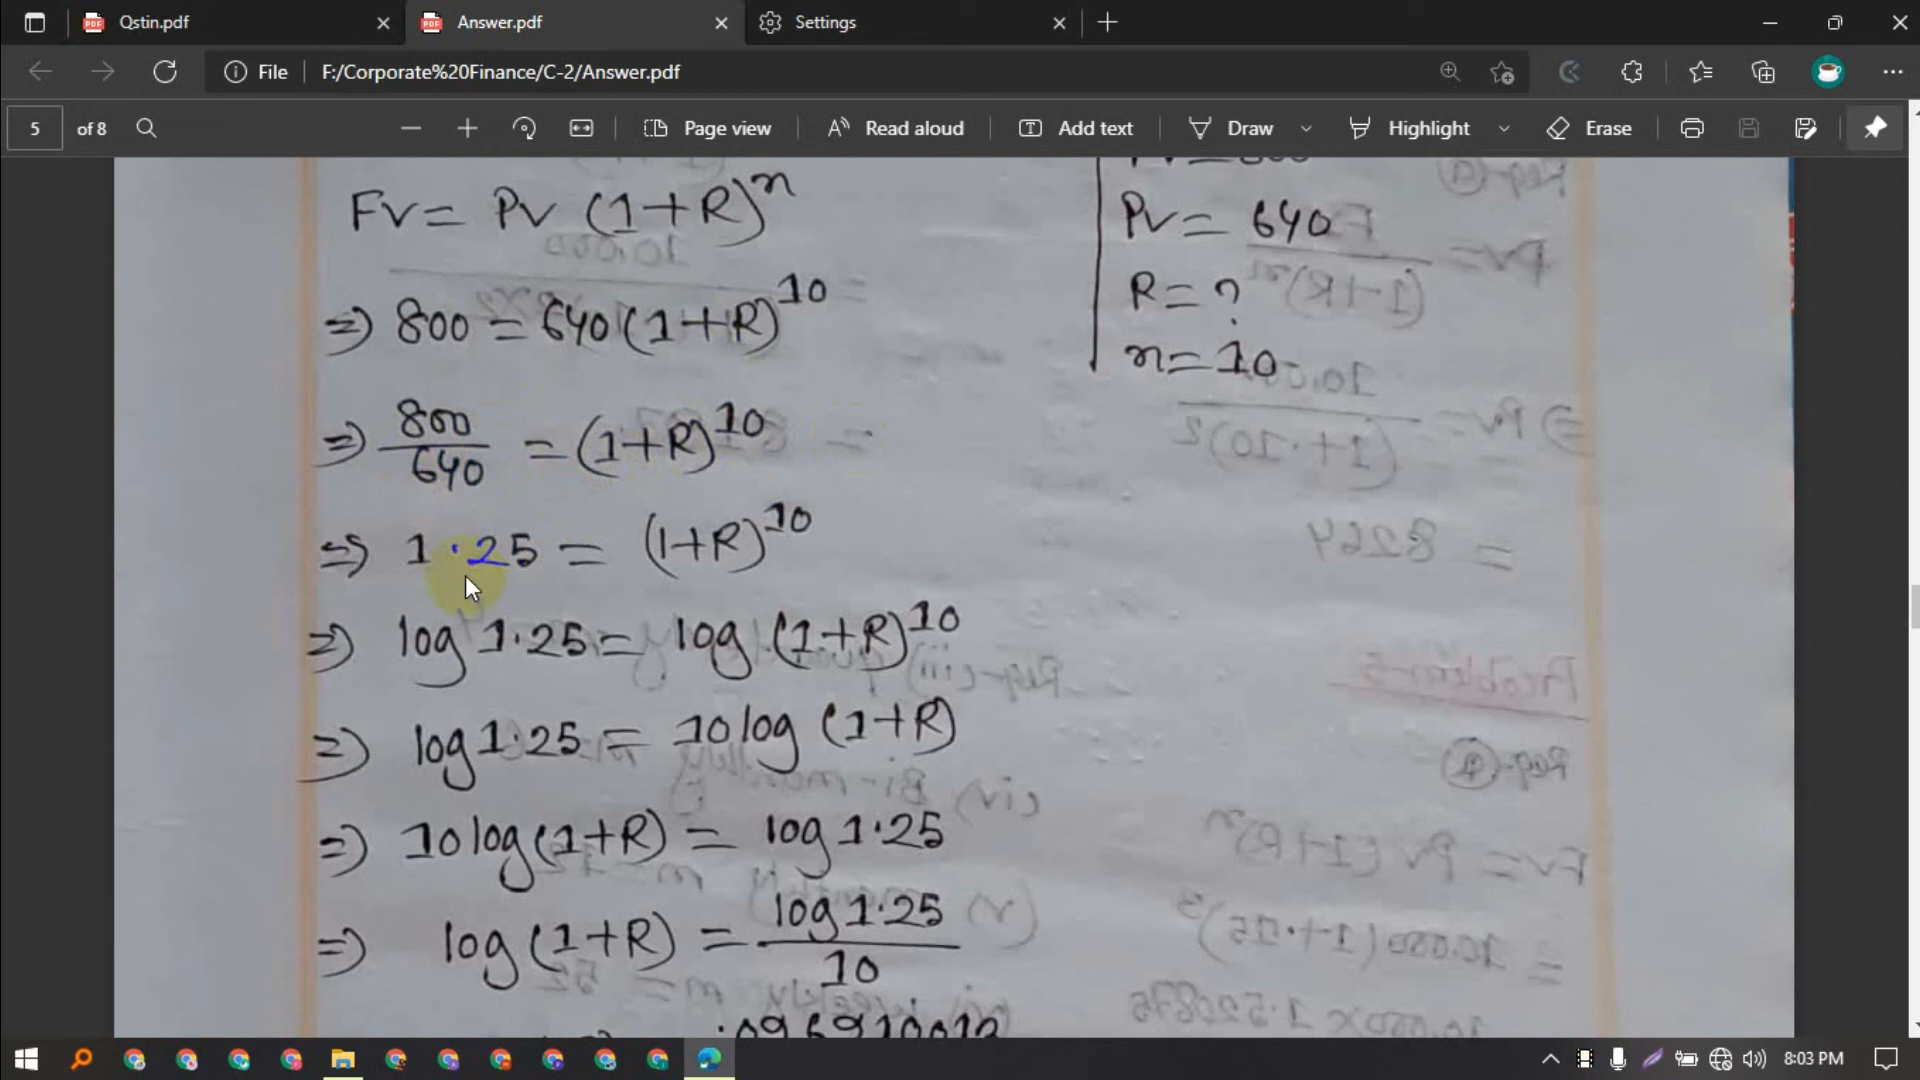 Qstin.pdf
Answer.pdf
Settings
File
F:/Corporate%20Finance/C-2/Answer.pdf
5
of 8
Page view
Read aloud
Add text
Draw
Highlight
Erase
FV = PV (1+R)^n
PV = 640
R = ?
n = 10
⇒ 800 = 640 (1+R)^10
⇒ 800/640 = (1+R)^10
⇒ 1.25 = (1+R)^10
⇒ log 1.25 = log (1+R)^10
⇒ log 1.25 = 10 log (1+R)
⇒ 10 log (1+R) = log 1.25
⇒ log (1+R) = log 1.25/10
8:03 PM